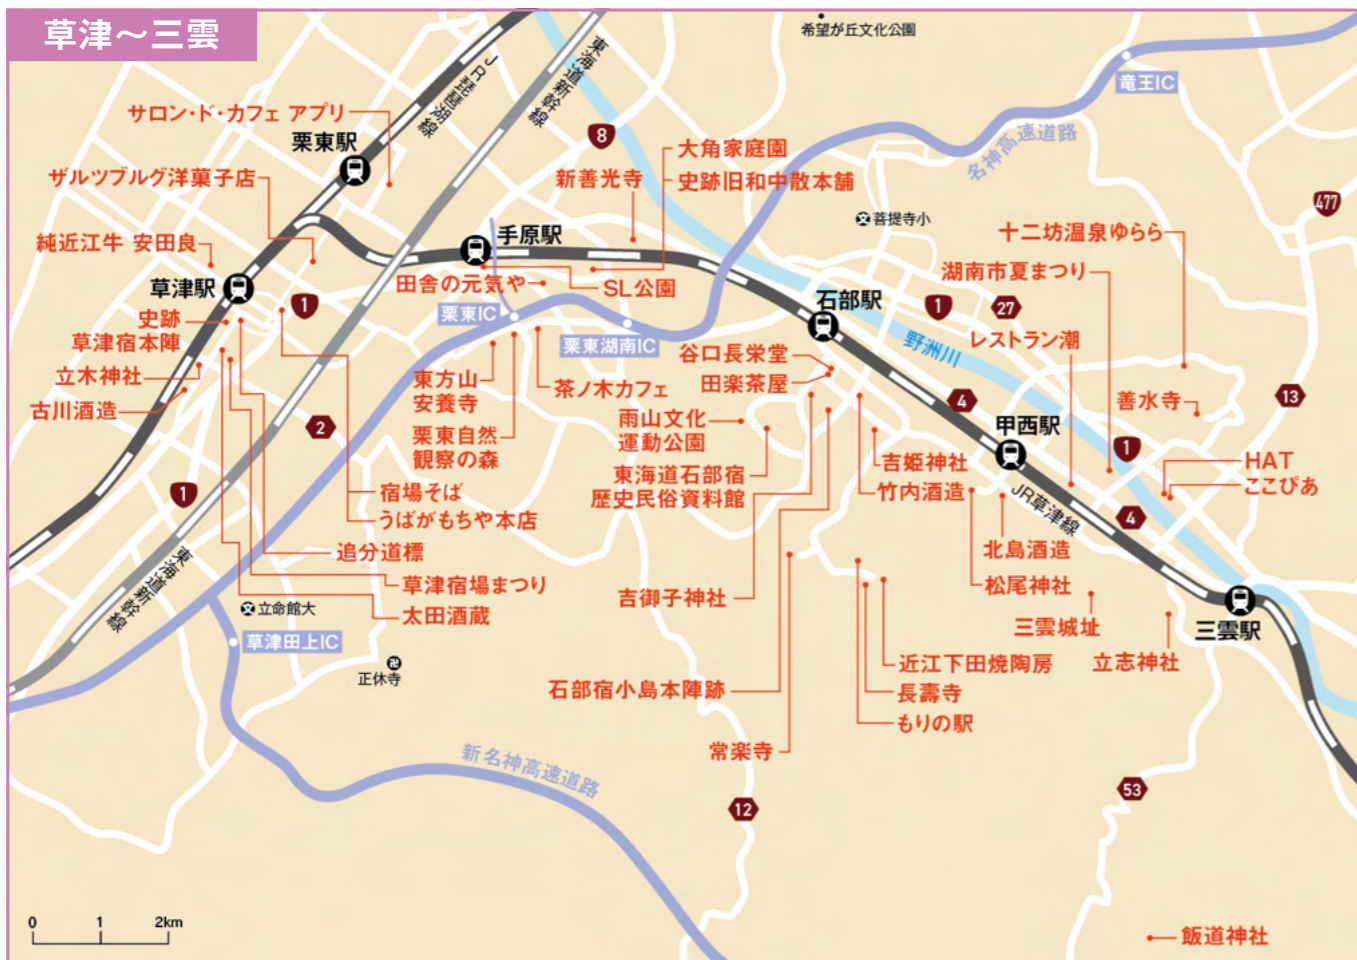 草津～三雲
希望が丘文化公園
竜王IC
東海道新幹線
JR琵琶湖線
サロン・ド・カフェ アプリ
栗東駅
8
大角家庭園
史跡旧和中散本舗
名神高速道路
ザルツブルグ洋菓子店
新善光寺
477
菩提寺小
十二坊温泉ゆらら
純近江牛 安田良
手原駅
湖南市夏まつり
草津駅
田舎の元気や
SL公園
石部駅
1
1
27
栗東IC
史跡
草津宿本陣
栗東湖南IC
野洲川
レストラン潮
谷口長栄堂
田楽茶屋
立木神社
東方山
安養寺
茶ノ木カフェ
古川酒造
4
善水寺
13
2
雨山文化
運動公園
甲西駅
栗東自然
観察の森
1
吉姫神社
HAT
ここぴあ
東海道石部宿
歴史民俗資料館
竹内酒造
1
宿場そば
うばがもちや本店
JR草津線
4
追分道標
北島酒造
東海道新幹線
草津宿場まつり
松尾神社
吉御子神社
立命館大
太田酒蔵
三雲城址
三雲駅
草津田上IC
立志神社
近江下田焼陶房
正休寺
石部宿小島本陣跡
長壽寺
もりの駅
常楽寺
新名神高速道路
53
12
0 1 2km
飯道神社